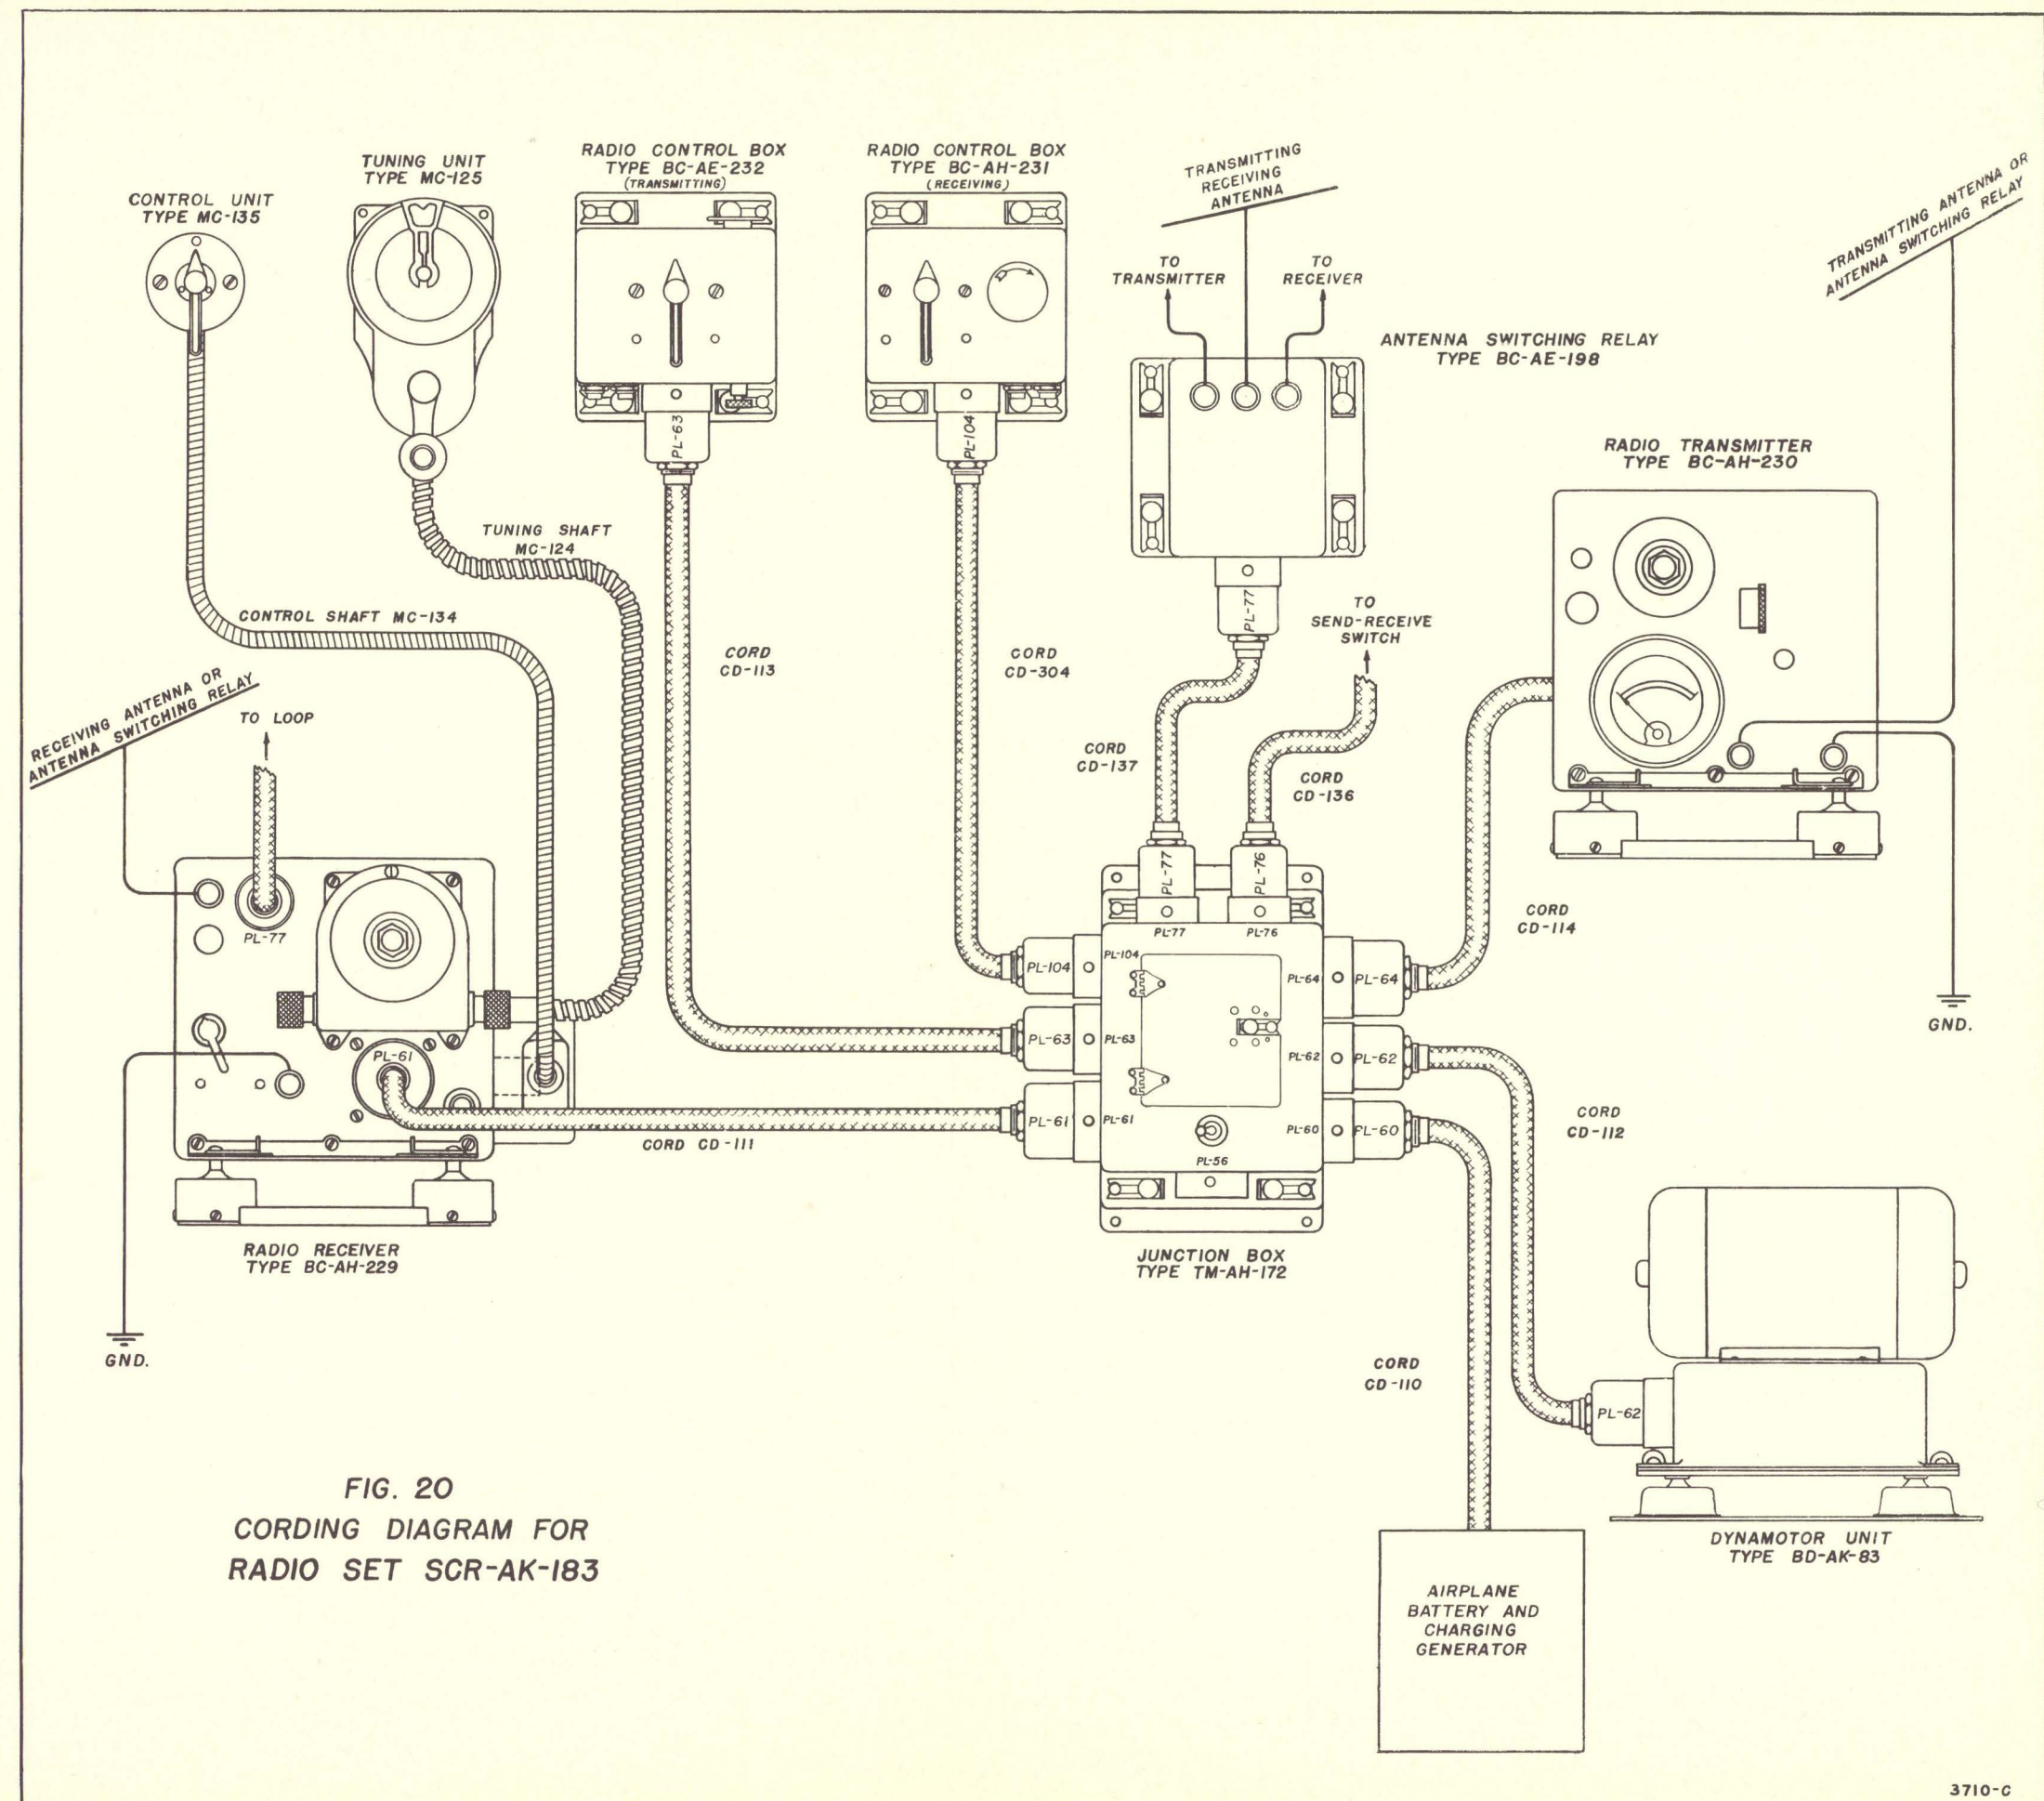 CONTROL UNIT
TYPE MC-135
TUNING UNIT
TYPE MC-125
RADIO CONTROL BOX
TYPE BC-AE-232
(TRANSMITTING)
RADIO CONTROL BOX
TYPE BC-AH-231
(RECEIVING)
TRANSMITTING
RECEIVING
ANTENNA
TRANSMITTING ANTENNA OR
ANTENNA SWITCHING RELAY
TO
TRANSMITTER
TO
RECEIVER
ANTENNA SWITCHING RELAY
TYPE BC-AE-198
PL-63
PL-104
RADIO TRANSMITTER
TYPE BC-AH-230
TUNING SHAFT
MC-124
PL-77
TO
SEND-RECEIVE
SWITCH
CONTROL SHAFT MC-134
CORD
CD-113
CORD
CD-304
RECEIVING ANTENNA OR
ANTENNA SWITCHING RELAY
TO LOOP
CORD
CD-137
CORD
CD-136
PL-77
PL-76
CORD
CD-114
PL-77
PL-77
PL-76
PL-104
PL-104
PL-64
PL-64
GND.
PL-61
PL-63
PL-63
PL-62
PL-62
PL-61
PL-61
PL-60
PL-60
CORD
CD-112
CORD CD-111
PL-56
RADIO RECEIVER
TYPE BC-AH-229
JUNCTION BOX
TYPE TM-AH-172
GND.
CORD
CD-110
PL-62
FIG. 20
CORDING DIAGRAM FOR
RADIO SET SCR-AK-183
DYNAMOTOR UNIT
TYPE BD-AK-83
AIRPLANE
BATTERY AND
CHARGING
GENERATOR
3710-C